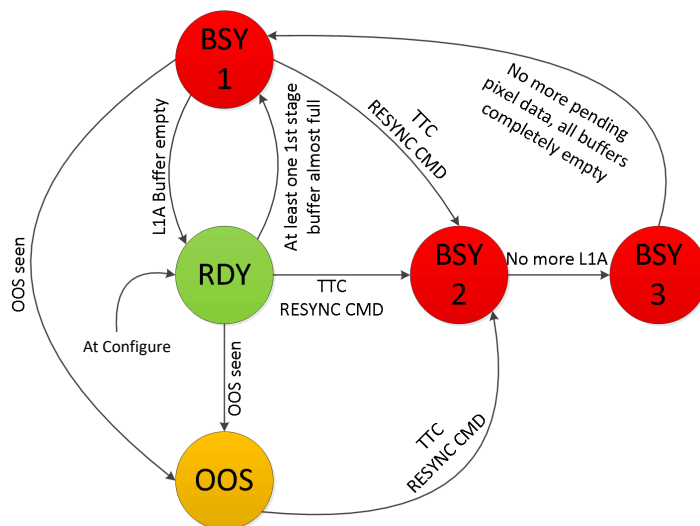 BSY
1
No more pending
pixel data, all buffers
completely empty
TTC
RESYNC CMD
L1A Buffer empty
At least one 1st stage
buffer almost full
OOS seen
RDY
TTC
RESYNC CMD
BSY
2
No more L1A
BSY
3
At Configure
OOS seen
OOS
TTC
RESYNC CMD